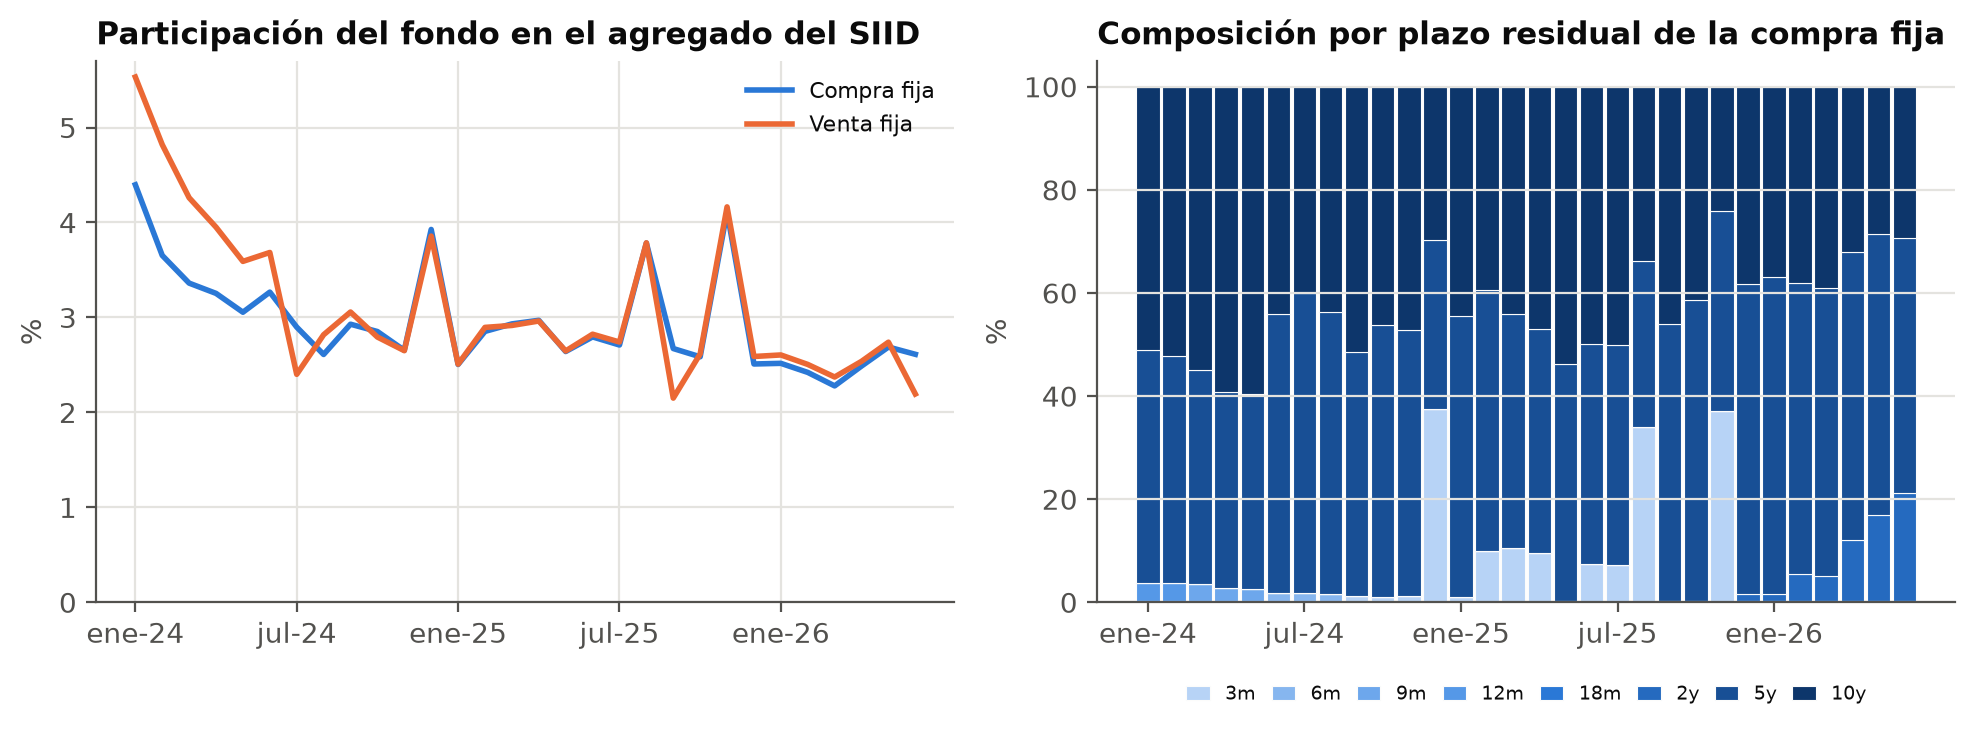 Participación del fondo en el agregado del SIID
Compra fija
Venta fija
%
5
4
3
2
1
0
ene-24 jul-24 ene-25 jul-25 ene-26
Composición por plazo residual de la compra fija
%
100
80
60
40
20
0
ene-24 jul-24 ene-25 jul-25 ene-26
3m 6m 9m 12m 18m 2y 5y 10y